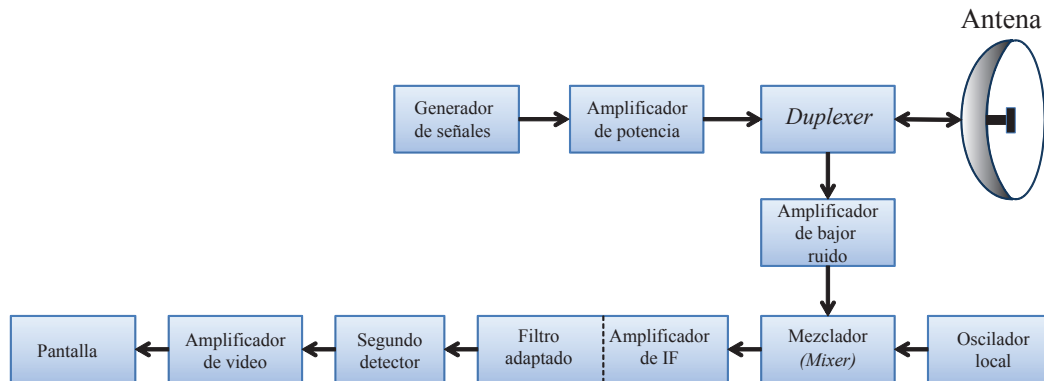 Antena
Generador
de señales
Amplificador
de potencia
Duplexer
Amplificador
de bajor
ruido
Pantalla
Amplificador
de video
Segundo
detector
Filtro
adaptado
Amplificador
de IF
Mezclador
(Mixer)
Oscilador
local